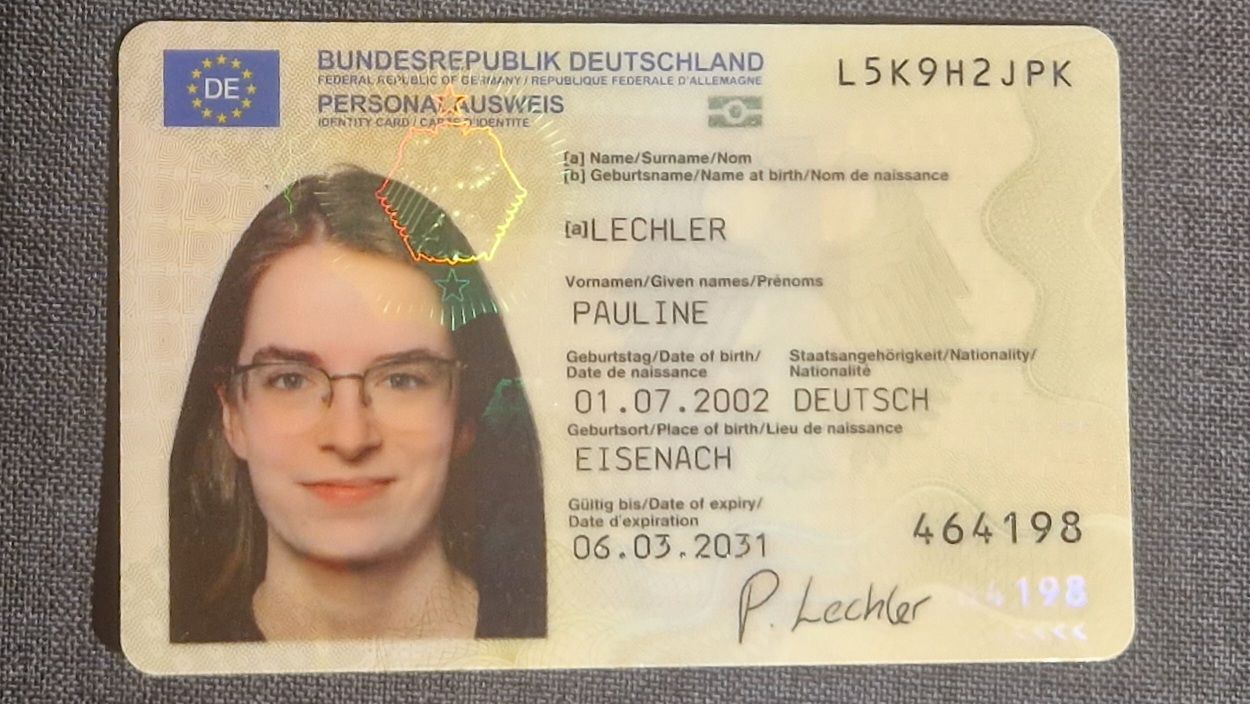 DE
BUNDESREPUBLIK DEUTSCHLAND
FEDERAL REPUBLIC OF GERMANY / REPUBLIQUE FEDERALE D'ALLEMAGNE
PERSONALAUSWEIS
IDENTITY CARD / CARTE D'IDENTITE
L5K9H2JPK
[a] Name/Surname/Nom
[b] Geburtsname/Name at birth/Nom de naissance
[a]LECHLER
Vornamen/Given names/Prénoms
PAULINE
Geburtstag/Date of birth/ Staatsangehörigkeit/Nationality/
Date de naissance Nationalité
01.07.2002 DEUTSCH
Geburtsort/Place of birth/Lieu de naissance
EISENACH
Gültig bis/Date of expiry/
Date d'expiration
06.03.2031 464198
P. Lechler
4198
<<<<